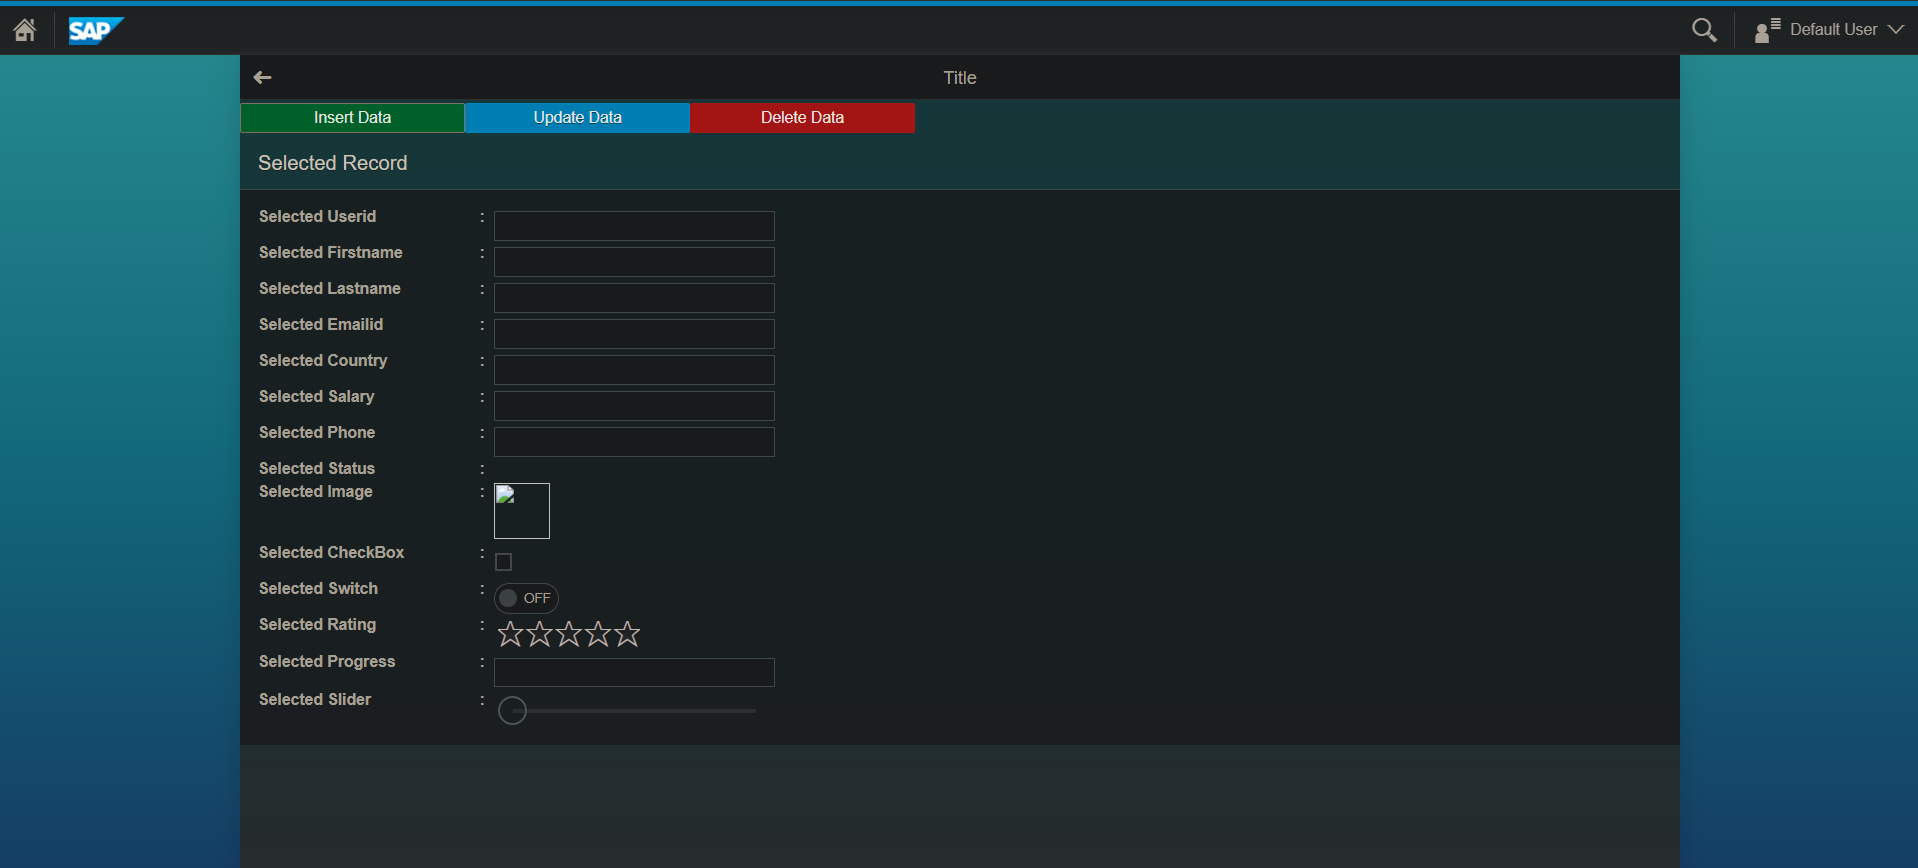 SAP
Default User
Title
Insert Data Update Data Delete Data
Selected Record
Selected Userid :
Selected Firstname :
Selected Lastname :
Selected Emailid :
Selected Country :
Selected Salary :
Selected Phone :
Selected Status :
Selected Image :
Selected CheckBox :
Selected Switch : OFF
Selected Rating :
Selected Progress :
Selected Slider :